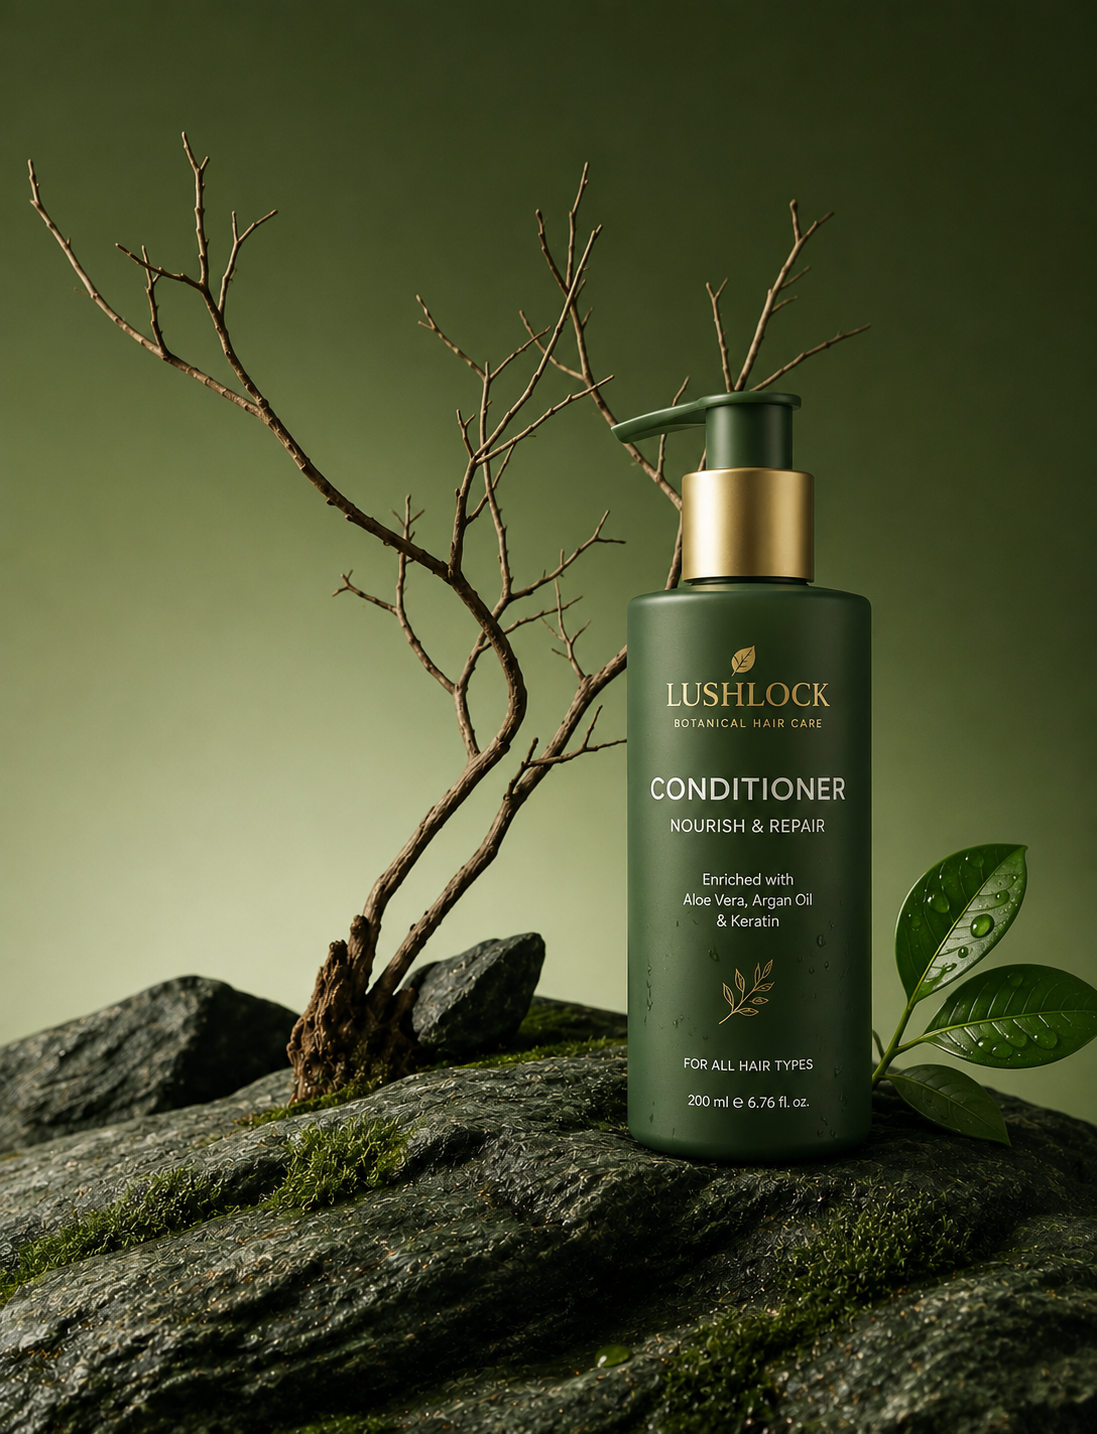 LUSHLOCK
BOTANICAL HAIR CARE
CONDITIONER
NOURISH & REPAIR
Enriched with
Aloe Vera, Argan Oil
& Keratin
FOR ALL HAIR TYPES
200 ml ℮ 6.76 fl. oz.